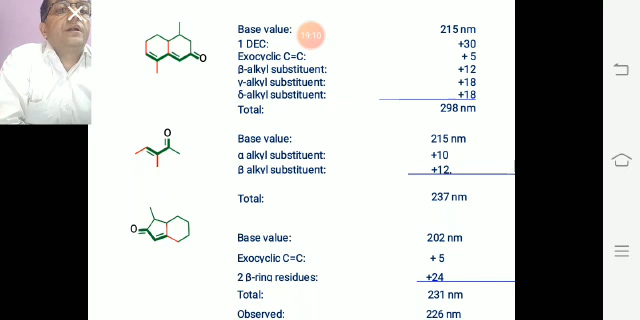 Base value: 215 nm
1 DEC: +30
Exocyclic C=C: + 5
β-alkyl substituent: +12
γ-alkyl substituent: +18
δ-alkyl substituent: +18
Total: 298 nm
19:10
O
O
Base value: 215 nm
α alkyl substituent: +10
β alkyl substituent: +12.
Total: 237 nm
O
Base value: 202 nm
Exocyclic C=C: + 5
2 β-ring residues: +24
Total: 231 nm
Observed: 226 nm